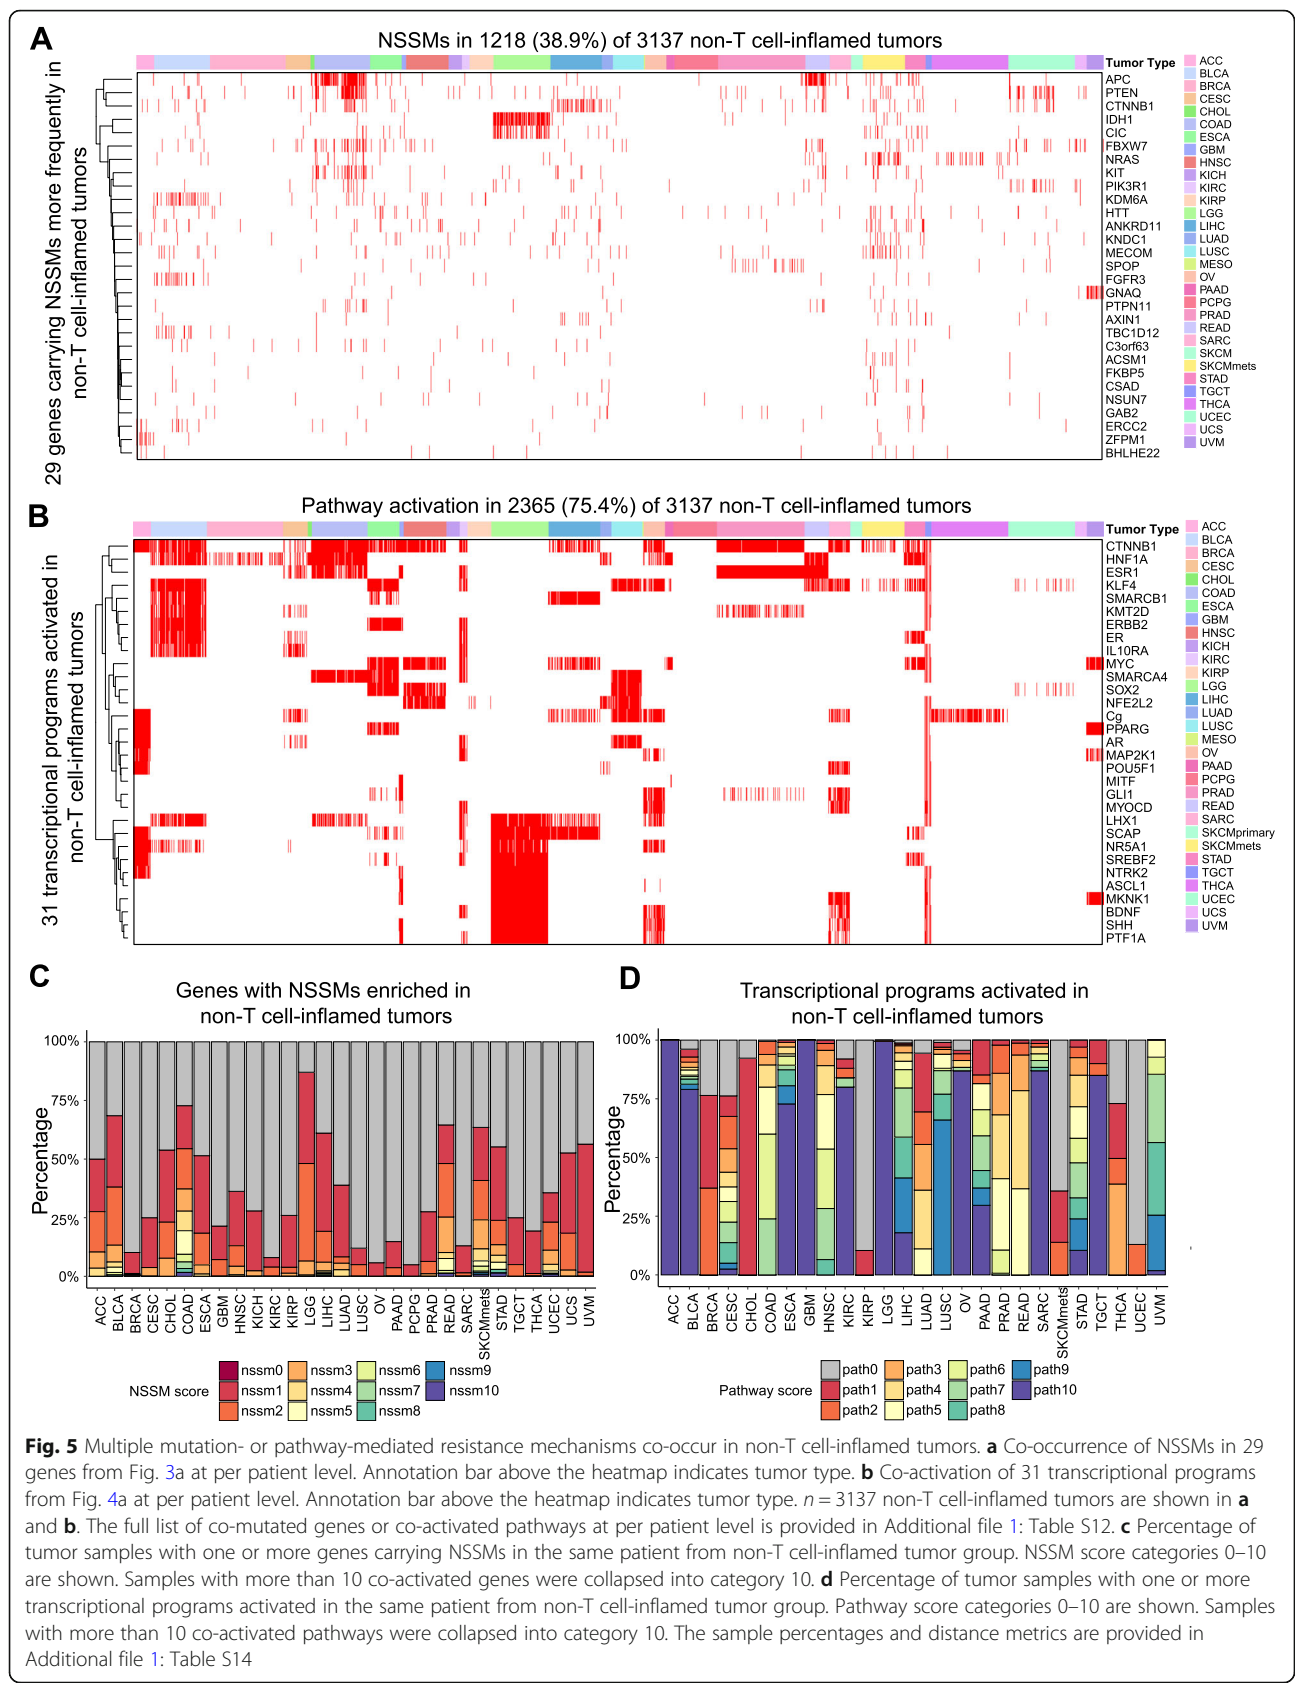 A
NSSMs in 1218 (38.9%) of 3137 non-T cell-inflamed tumors
29 genes carrying NSSMs more frequently in
non-T cell-inflamed tumors
Tumor Type
APC
PTEN
CTNNB1
IDH1
CIC
FBXW7
NRAS
KIT
PIK3R1
KDM6A
HTT
ANKRD11
KNDC1
MECOM
SPOP
FGFR3
GNAQ
PTPN11
AXIN1
TBC1D12
C3orf63
ACSM1
FKBP5
CSAD
NSUN7
GAB2
ERCC2
ZFPM1
BHLHE22
ACC
BLCA
BRCA
CESC
CHOL
COAD
ESCA
GBM
HNSC
KICH
KIRC
KIRP
LGG
LIHC
LUAD
LUSC
MESO
OV
PAAD
PCPG
PRAD
READ
SARC
SKCM
SKCMmets
STAD
TGCT
THCA
UCEC
UCS
UVM
B
Pathway activation in 2365 (75.4%) of 3137 non-T cell-inflamed tumors
31 transcriptional programs activated in
non-T cell-inflamed tumors
Tumor Type
CTNNB1
HNF1A
ESR1
KLF4
SMARCB1
KMT2D
ERBB2
ER
IL10RA
MYC
SMARCA4
SOX2
NFE2L2
Cg
PPARG
AR
MAP2K1
POU5F1
MITF
GLI1
MYOCD
LHX1
SCAP
NR5A1
SREBF2
NTRK2
ASCL1
MKNK1
BDNF
SHH
PTF1A
ACC
BLCA
BRCA
CESC
CHOL
COAD
ESCA
GBM
HNSC
KICH
KIRC
KIRP
LGG
LIHC
LUAD
LUSC
MESO
OV
PAAD
PCPG
PRAD
READ
SARC
SKCMprimary
SKCMmets
STAD
TGCT
THCA
UCEC
UCS
UVM
C
Genes with NSSMs enriched in
non-T cell-inflamed tumors
Percentage
100%
75%
50%
25%
0%
ACC
BLCA
BRCA
CESC
CHOL
COAD
ESCA
GBM
HNSC
KICH
KIRC
KIRP
LGG
LIHC
LUAD
LUSC
OV
PAAD
PCPG
PRAD
READ
SARC
SKCMmets
STAD
TGCT
THCA
UCEC
UCS
UVM
NSSM score
nssm0 nssm3 nssm6 nssm9
nssm1 nssm4 nssm7 nssm10
nssm2 nssm5 nssm8
D
Transcriptional programs activated in
non-T cell-inflamed tumors
Percentage
100%
75%
50%
25%
0%
ACC
BLCA
BRCA
CESC
CHOL
COAD
ESCA
GBM
HNSC
KIRC
KIRP
LGG
LIHC
LUAD
LUSC
OV
PAAD
PRAD
READ
SARC
SKCMmets
STAD
TGCT
THCA
UCEC
UVM
Pathway score
path0 path3 path6 path9
path1 path4 path7 path10
path2 path5 path8
Fig. 5 Multiple mutation- or pathway-mediated resistance mechanisms co-occur in non-T cell-inflamed tumors. a Co-occurrence of NSSMs in 29
genes from Fig. 3a at per patient level. Annotation bar above the heatmap indicates tumor type. b Co-activation of 31 transcriptional programs
from Fig. 4a at per patient level. Annotation bar above the heatmap indicates tumor type. n = 3137 non-T cell-inflamed tumors are shown in a
and b. The full list of co-mutated genes or co-activated pathways at per patient level is provided in Additional file 1: Table S12. c Percentage of
tumor samples with one or more genes carrying NSSMs in the same patient from non-T cell-inflamed tumor group. NSSM score categories 0–10
are shown. Samples with more than 10 co-activated genes were collapsed into category 10. d Percentage of tumor samples with one or more
transcriptional programs activated in the same patient from non-T cell-inflamed tumor group. Pathway score categories 0–10 are shown. Samples
with more than 10 co-activated pathways were collapsed into category 10. The sample percentages and distance metrics are provided in
Additional file 1: Table S14